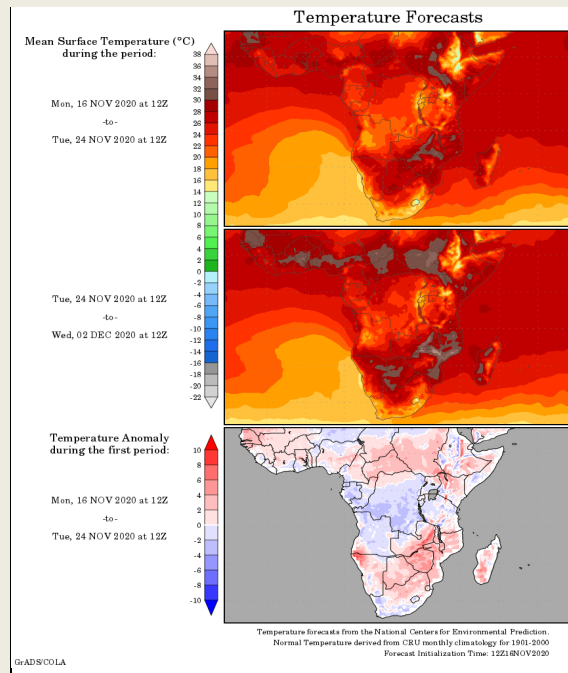 Temperature Forecasts
Mean Surface Temperature (°C)
during the period:
Mon, 16 NOV 2020 at 12Z
-to-
Tue, 24 NOV 2020 at 12Z
38
36
34
32
30
28
26
24
22
20
18
16
14
12
10
8
6
4
2
0
-2
-4
-6
-8
-10
-12
-14
-16
-18
-20
-22
Tue, 24 NOV 2020 at 12Z
-to-
Wed, 02 DEC 2020 at 12Z
Temperature Anomaly
during the first period:
Mon, 16 NOV 2020 at 12Z
-to-
Tue, 24 NOV 2020 at 12Z
10
8
6
4
2
0
-2
-4
-6
-8
-10
Temperature forecasts from the National Centers for Environmental Prediction.
Normal Temperature derived from CRU monthly climatology for 1901-2000
Forecast Initialization Time: 12Z16NOV2020
GrADS/COLA